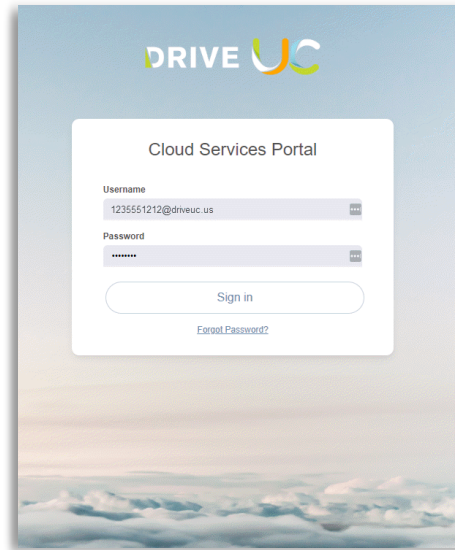 DRIVE UC
Cloud Services Portal
Username
1235551212@driveuc.us
Password
••••••••
Sign in
Forgot Password?